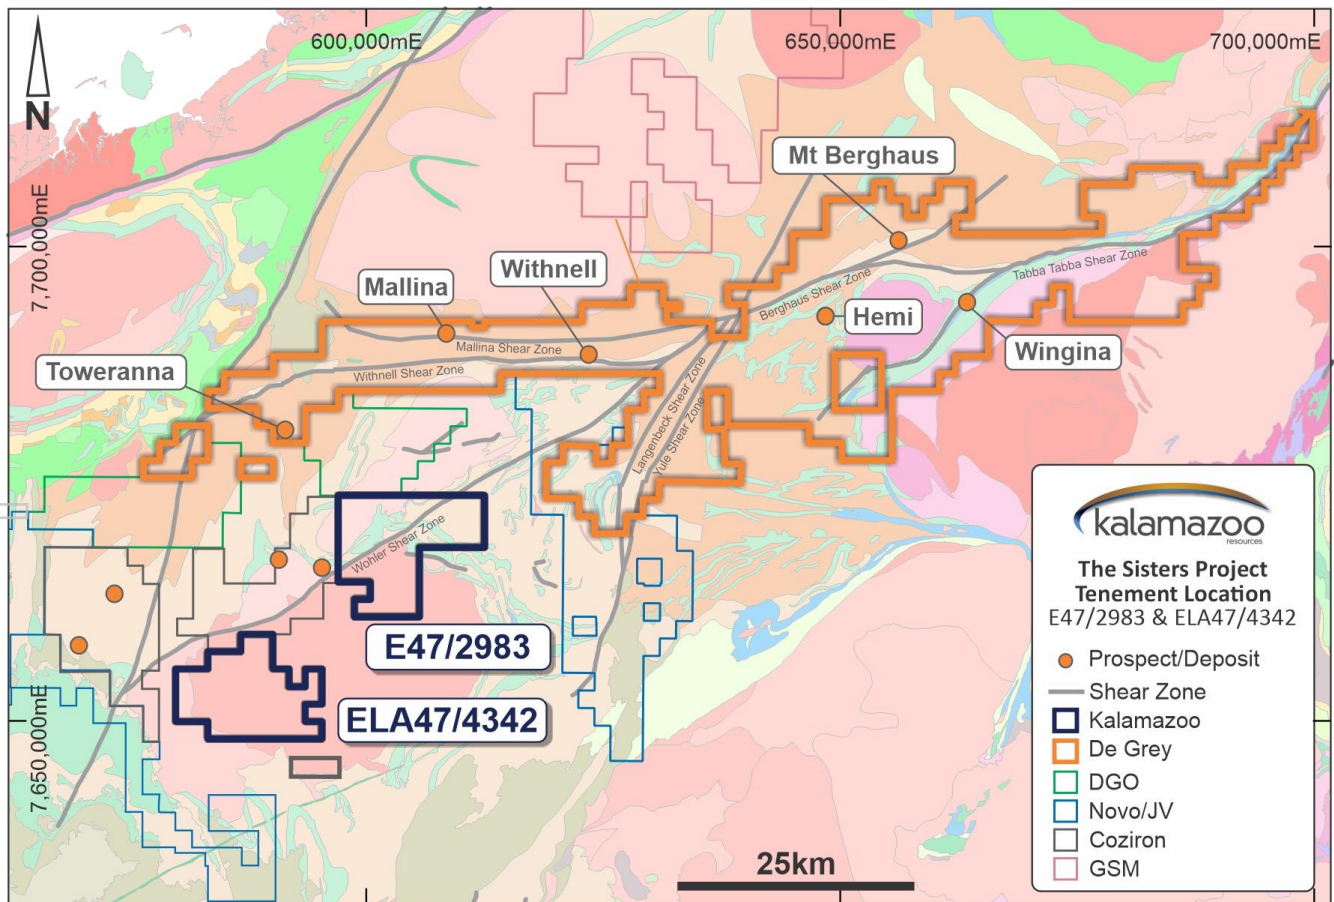 600,000mE
650,000mE
700,000mE
N
7,700,000mE
7,650,000mE
Mt Berghaus
Withnell
Mallina
Toweranna
Hemi
Wingina
Tabba Tabba Shear Zone
Berghaus Shear Zone
Mallina Shear Zone
Withnell Shear Zone
Langenbeck Shear Zone
Yule Shear Zone
Wohler Shear Zone
E47/2983
ELA47/4342
25km
kalamazoo
resources
The Sisters Project
Tenement Location
E47/2983 & ELA47/4342
Prospect/Deposit
Shear Zone
Kalamazoo
De Grey
DGO
Novo/JV
Coziron
GSM